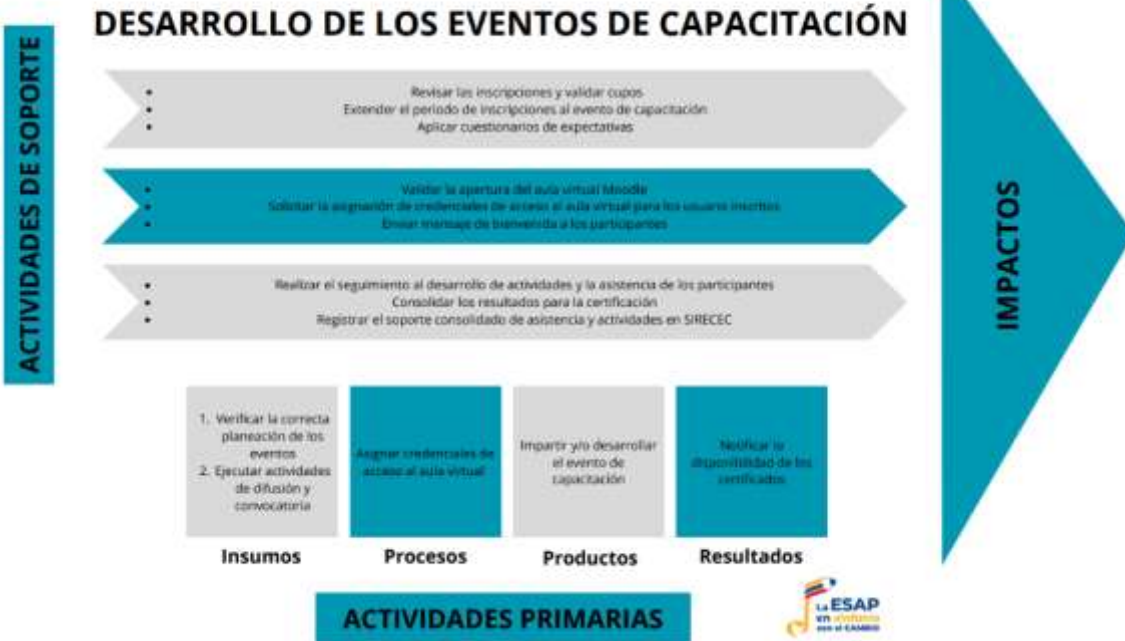 DESARROLLO DE LOS EVENTOS DE CAPACITACIÓN
ACTIVIDADES DE SOPORTE
• Revisar las inscripciones y validar cupos
• Extender el periodo de inscripciones al evento de capacitación
• Aplicar cuestionarios de expectativas
• Validar la apertura del aula virtual Moodle
• Solicitar la asignación de credenciales de acceso al aula virtual para los usuario inscritos
• Enviar mensaje de bienvenida a los participantes
• Realizar el seguimiento al desarrollo de actividades y la asistencia de los participantes
• Consolidar los resultados para la certificación
• Registrar el soporte consolidado de asistencia y actividades en SIRECEC
IMPACTOS
1. Verificar la correcta
planeación de los
eventos
2. Ejecutar actividades
de difusión y
convocatoria
Insumos
Asignar credenciales de
acceso al aula virtual
Procesos
Impartir y/o desarrollar
el evento de
capacitación
Productos
Notificar la
disponibilidad de los
certificados
Resultados
ACTIVIDADES PRIMARIAS
La ESAP
en sintonía
con el CAMBIO